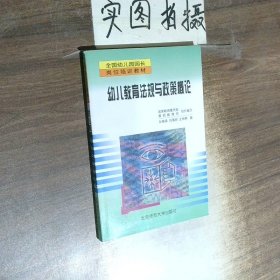 实图拍摄
全国幼儿园园长
岗位培训教材
幼儿教育法规与政策概论
北京师范大学出版社